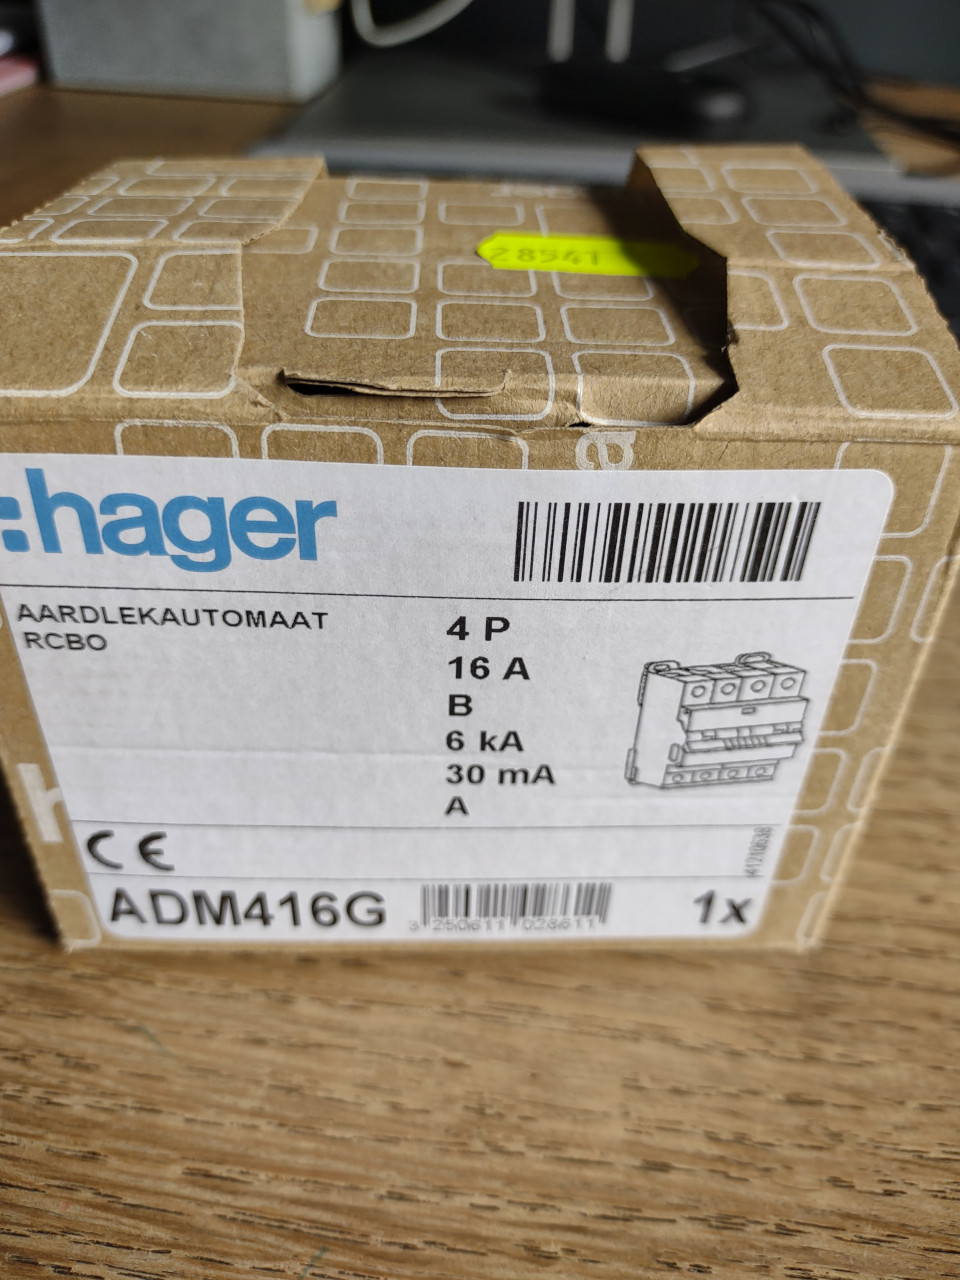 28541
hager
AARDLEKAUTOMAAT
RCBO
4 P
16 A
B
6 kA
30 mA
A
CE
ADM416G
3 250611 028611
1x